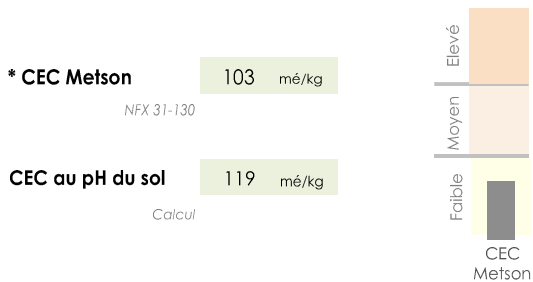 * CEC Metson 103 mé/kg
NFX 31-130
CEC au pH du sol 119 mé/kg
Calcul
Elevé
Moyen
Faible
CEC
Metson